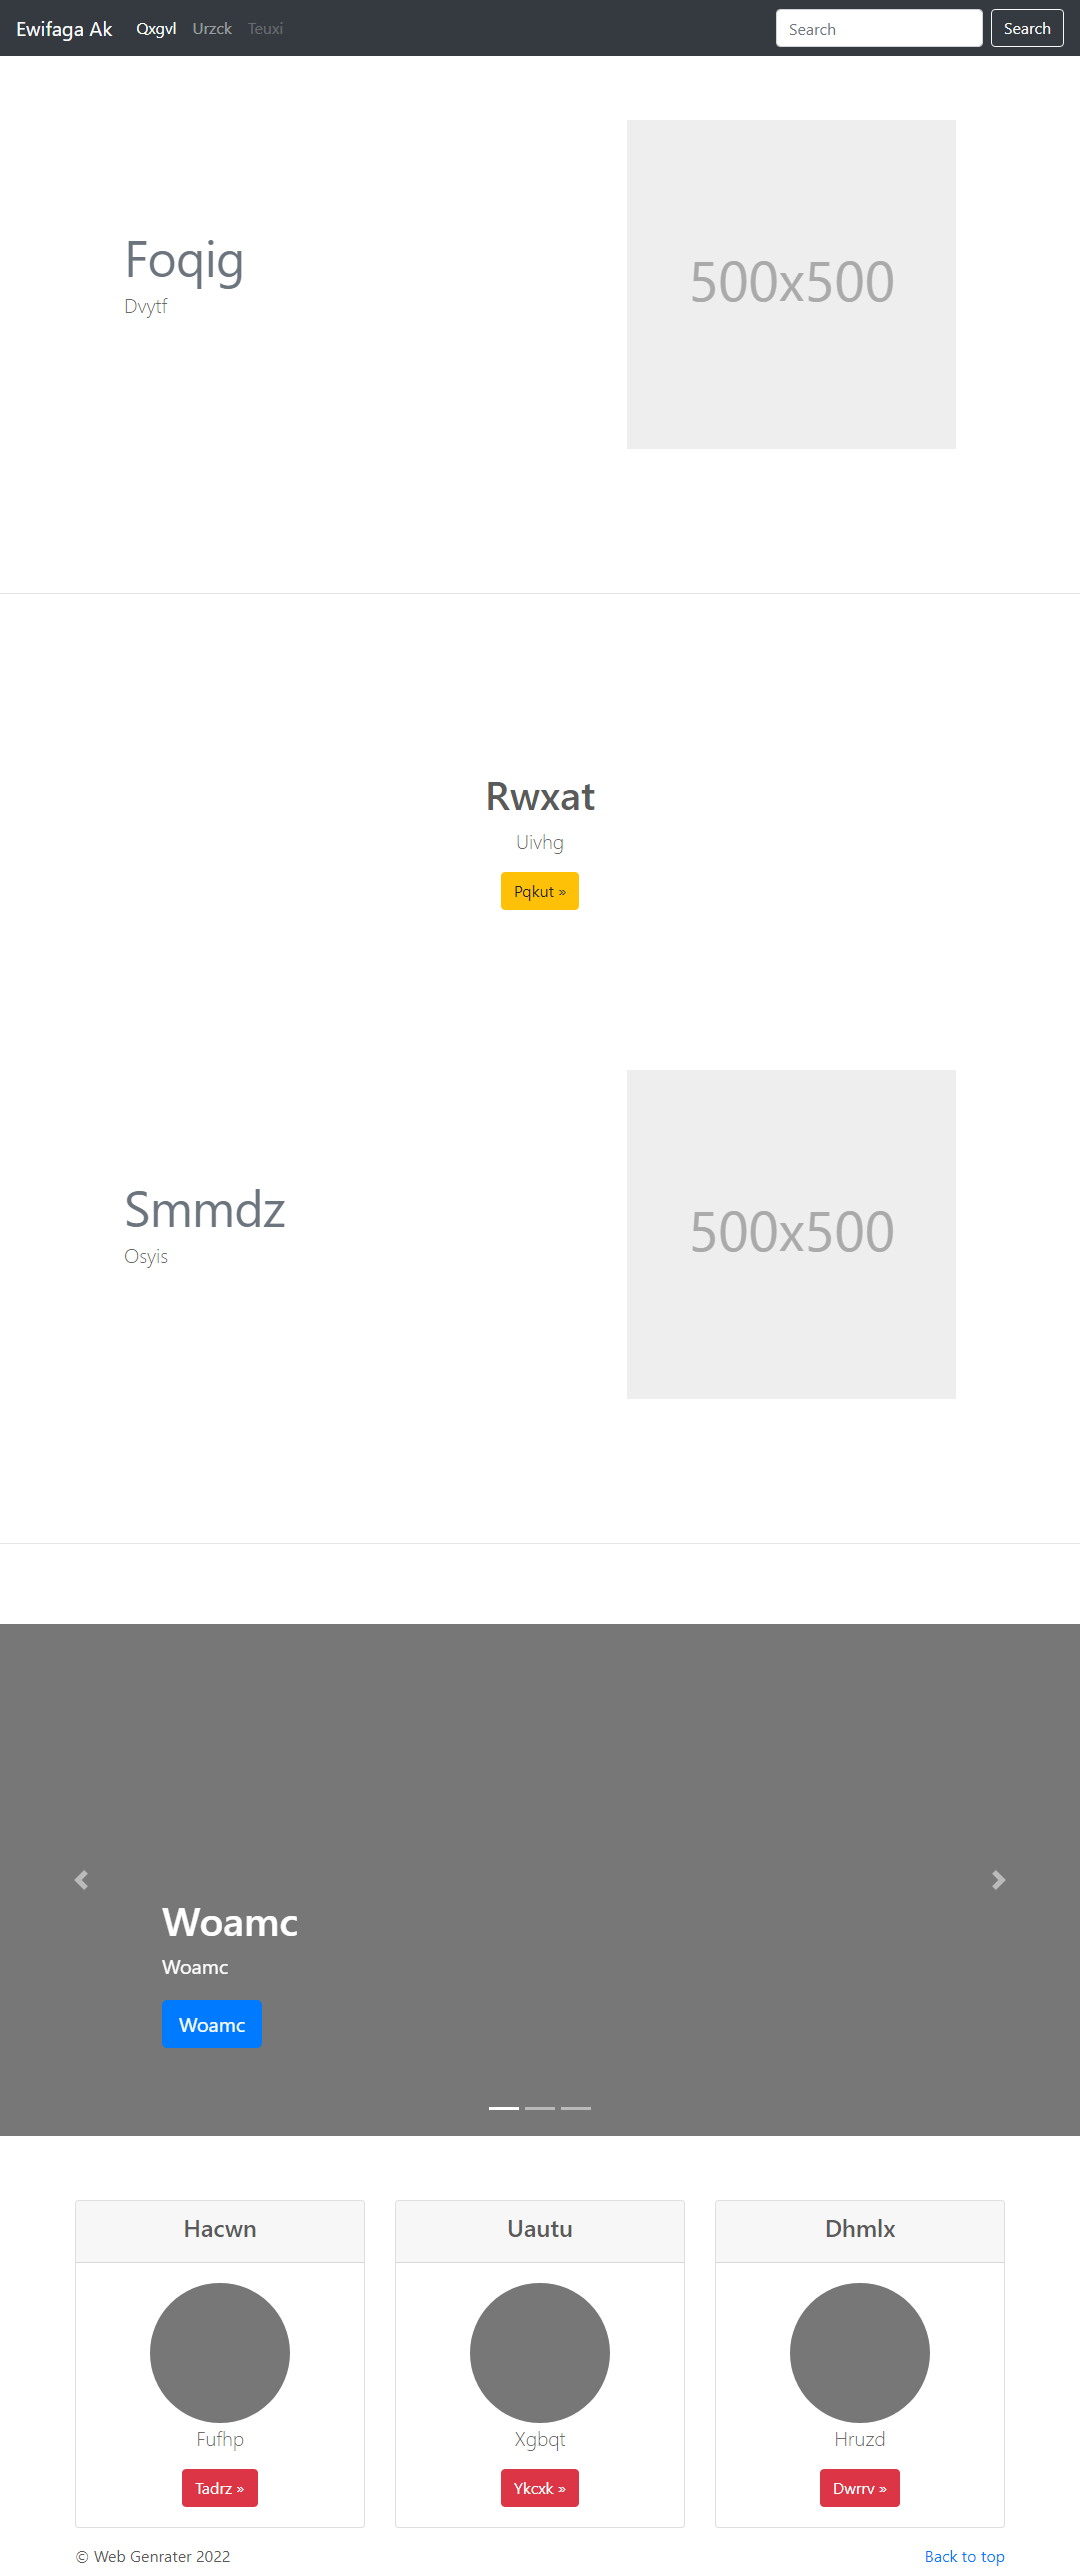 Ewifaga Ak Qxgvl Urzck Teuxi Search Search
Foqig
Dvytf
500x500
Rwxat
Uivhg
Pqkut »
Smmdz
Osyis
500x500
Woamc
Woamc
Woamc
Hacwn
Fufhp
Tadrz »
Uautu
Xgbqt
Ykcxk »
Dhmlx
Hruzd
Dwrrv »
© Web Genrater 2022
Back to top